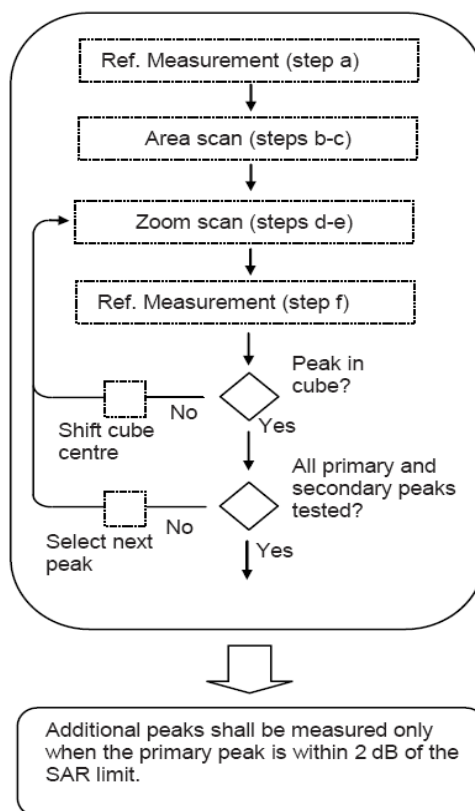 Ref. Measurement (step a)
Area scan (steps b-c)
Zoom scan (steps d-e)
Ref. Measurement (step f)
Peak in
cube?
No
Yes
Shift cube
centre
All primary and
secondary peaks
tested?
No
Yes
Select next
peak
Additional peaks shall be measured only
when the primary peak is within 2 dB of the
SAR limit.